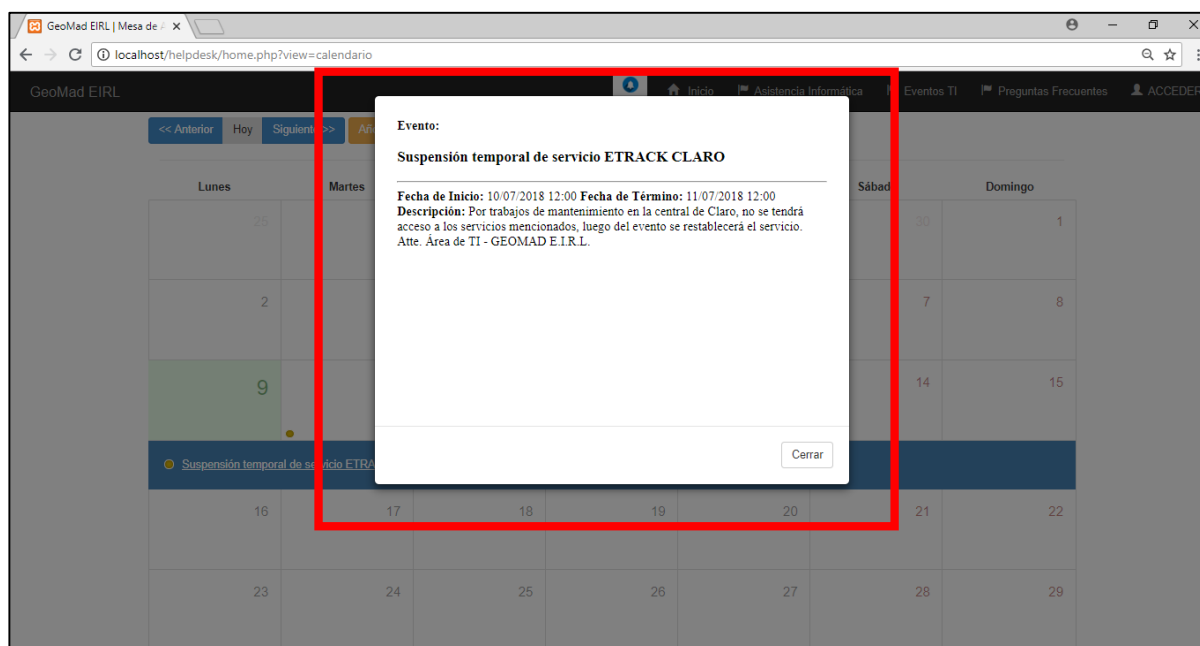 GeoMad EIRL | Mesa de A
localhost/helpdesk/home.php?view=calendario
GeoMad EIRL
Inicio
Asistencia Informática
Eventos TI
Preguntas Frecuentes
ACCEDER
<< Anterior
Hoy
Siguiente >>
Lunes
Martes
Sábad
Domingo
Evento:
Suspensión temporal de servicio ETRACK CLARO
Fecha de Inicio: 10/07/2018 12:00 Fecha de Término: 11/07/2018 12:00
Descripción: Por trabajos de mantenimiento en la central de Claro, no se tendrá
acceso a los servicios mencionados, luego del evento se restablecerá el servicio.
Atte. Área de TI - GEOMAD E.I.R.L.
Cerrar
25
30
1
2
7
8
9
14
15
Suspensión temporal de servicio ETRA
16
17
18
19
20
21
22
23
24
25
26
27
28
29